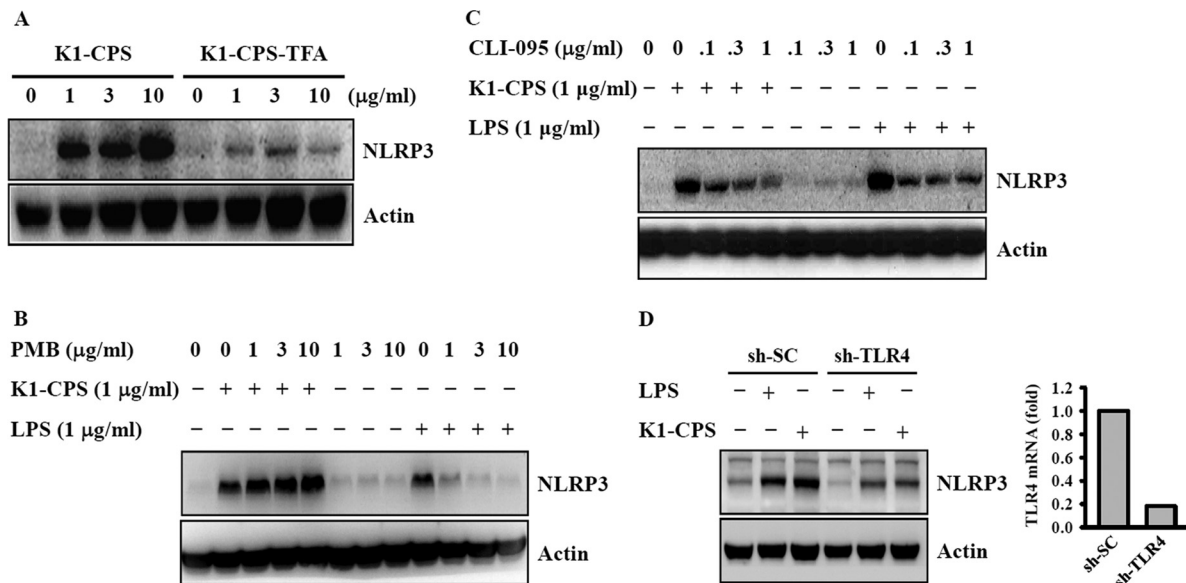 A
K1-CPS K1-CPS-TFA
0 1 3 10 0 1 3 10 (μg/ml)
NLRP3
Actin
B
PMB (μg/ml) 0 0 1 3 10 1 3 10 0 1 3 10
K1-CPS (1 μg/ml) – + + + + – – – – – – –
LPS (1 μg/ml) – – – – – – – – + + + +
NLRP3
Actin
C
CLI-095 (μg/ml) 0 0 .1 .3 1 .1 .3 1 0 .1 .3 1
K1-CPS (1 μg/ml) – + + + + – – – – – – –
LPS (1 μg/ml) – – – – – – – – + + + +
NLRP3
Actin
D
sh-SC sh-TLR4
LPS – + – – + –
K1-CPS – – + – – +
NLRP3
Actin
TLR4 mRNA (fold)
1.2
1.0
0.8
0.6
0.4
0.2
0.0
sh-SC
sh-TLR4